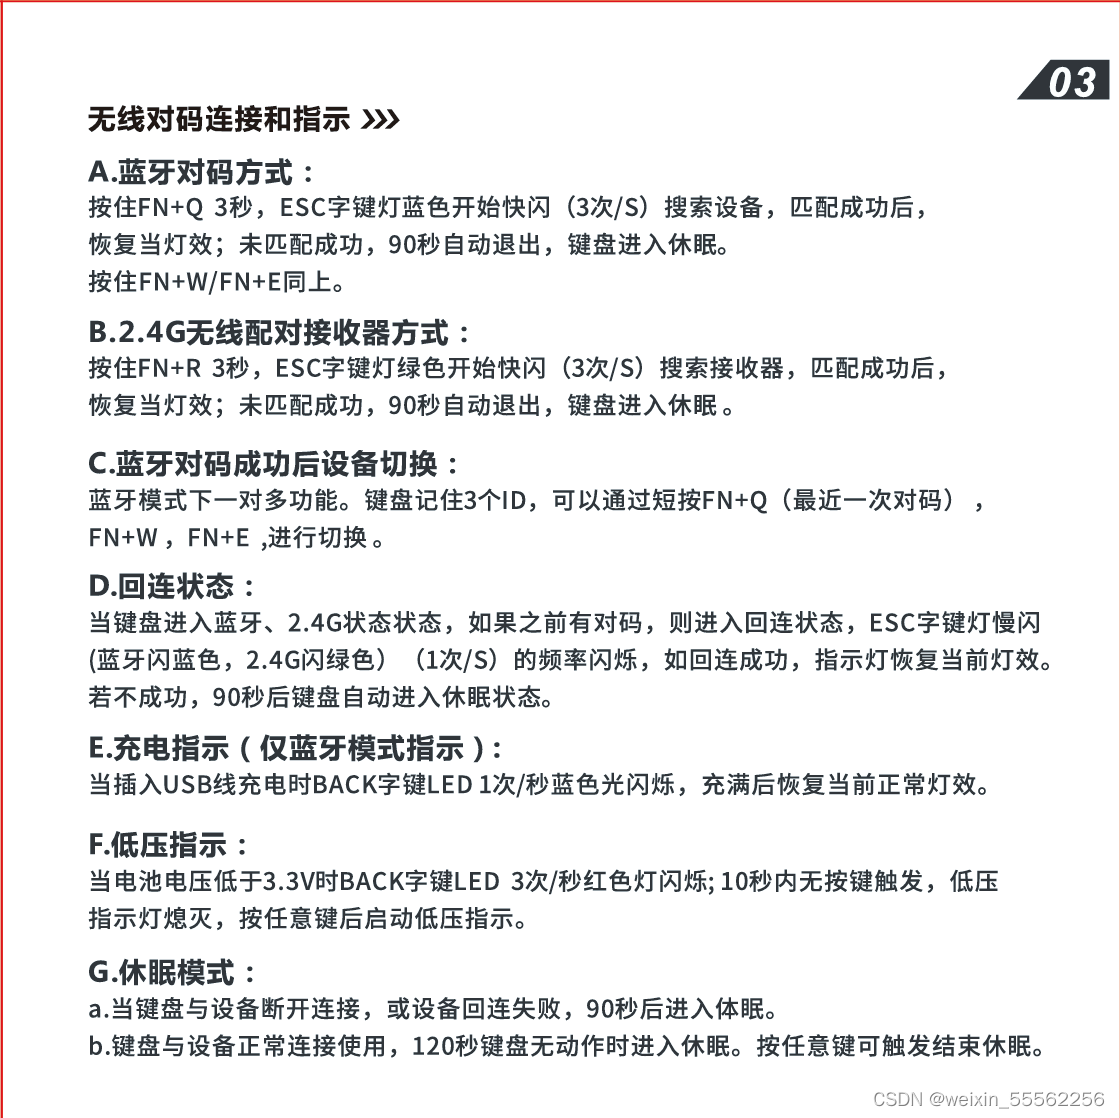 03
无线对码连接和指示 >>>
A.蓝牙对码方式：
按住FN+Q 3秒，ESC字键灯蓝色开始快闪（3次/S）搜索设备，匹配成功后，
恢复当灯效；未匹配成功，90秒自动退出，键盘进入休眠。
按住FN+W/FN+E同上。
B.2.4G无线配对接收器方式：
按住FN+R 3秒，ESC字键灯绿色开始快闪（3次/S）搜索接收器，匹配成功后，
恢复当灯效；未匹配成功，90秒自动退出，键盘进入休眠。
C.蓝牙对码成功后设备切换：
蓝牙模式下一对多功能。键盘记住3个ID，可以通过短按FN+Q（最近一次对码），
FN+W，FN+E ,进行切换。
D.回连状态：
当键盘进入蓝牙、2.4G状态状态，如果之前有对码，则进入回连状态，ESC字键灯慢闪
(蓝牙闪蓝色，2.4G闪绿色）（1次/S）的频率闪烁，如回连成功，指示灯恢复当前灯效。
若不成功，90秒后键盘自动进入休眠状态。
E.充电指示（仅蓝牙模式指示）:
当插入USB线充电时BACK字键LED 1次/秒蓝色光闪烁，充满后恢复当前正常灯效。
F.低压指示：
当电池电压低于3.3V时BACK字键LED 3次/秒红色灯闪烁; 10秒内无按键触发，低压
指示灯熄灭，按任意键后启动低压指示。
G.休眠模式：
a.当键盘与设备断开连接，或设备回连失败，90秒后进入体眠。
b.键盘与设备正常连接使用，120秒键盘无动作时进入休眠。按任意键可触发结束休眠。
CSDN @weixin_55562256